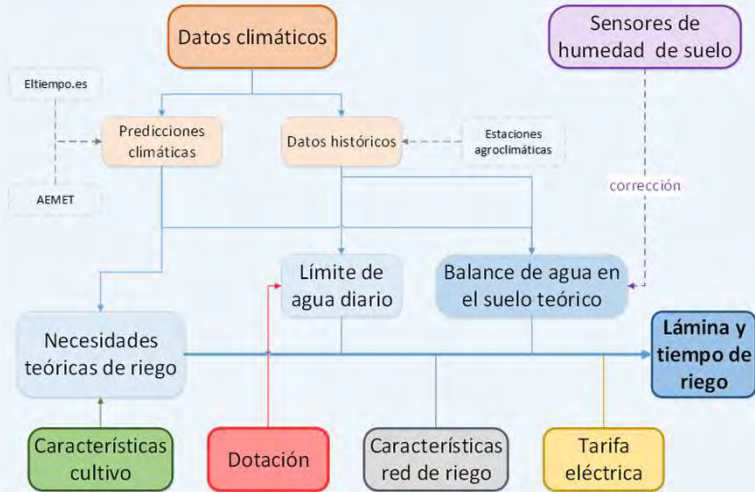 Datos climáticos
Sensores de
humedad de suelo
Eltiempo.es
Predicciones
climáticas
Datos históricos
Estaciones
agroclimáticas
AEMET
corrección
Límite de
agua diario
Balance de agua en
el suelo teórico
Necesidades
teóricas de riego
Lámina y
tiempo de
riego
Características
cultivo
Dotación
Características
red de riego
Tarifa
eléctrica